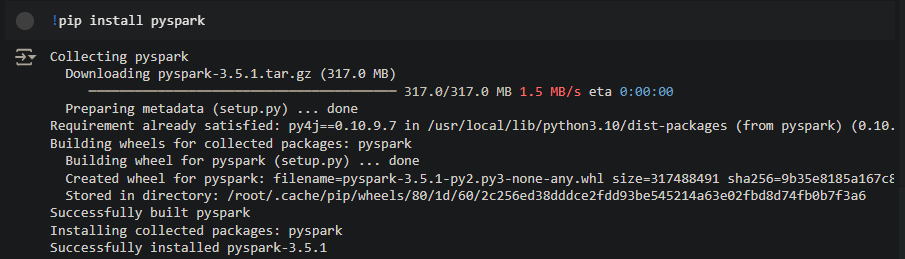 !pip install pyspark
Collecting pyspark
Downloading pyspark-3.5.1.tar.gz (317.0 MB)
317.0/317.0 MB 1.5 MB/s eta 0:00:00
Preparing metadata (setup.py) ... done
Requirement already satisfied: py4j==0.10.9.7 in /usr/local/lib/python3.10/dist-packages (from pyspark) (0.10.
Building wheels for collected packages: pyspark
Building wheel for pyspark (setup.py) ... done
Created wheel for pyspark: filename=pyspark-3.5.1-py2.py3-none-any.whl size=317488491 sha256=9b35e8185a167c8
Stored in directory: /root/.cache/pip/wheels/80/1d/60/2c256ed38dddce2fdd93be545214a63e02fbd8d74fb0b7f3a6
Successfully built pyspark
Installing collected packages: pyspark
Successfully installed pyspark-3.5.1